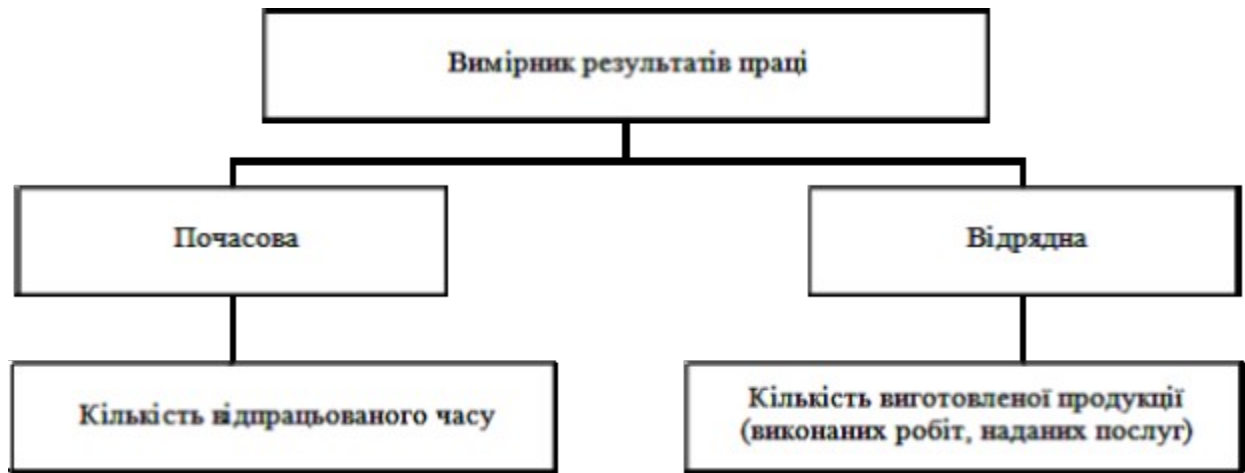 Вимірник результатів праці
Почасова
Відрядна
Кількість відпрацьованого часу
Кількість виготовленої продукції
(виконаних робіт, наданих послуг)